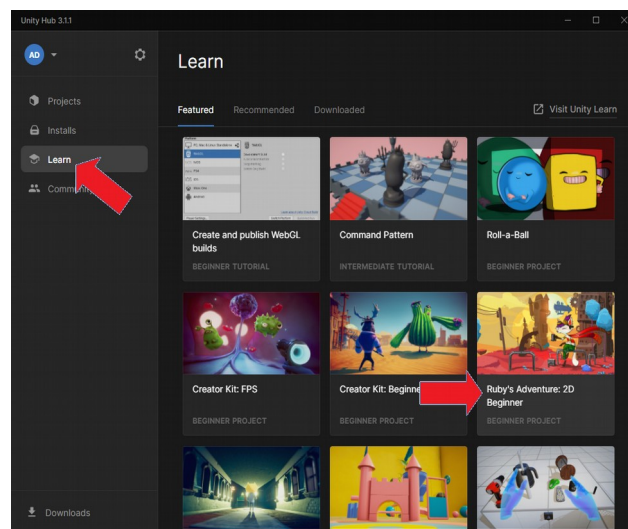 Unity Hub 3.1.1
AD
Projects
Installs
Learn
Learn
Featured Recommended Downloaded
Visit Unity Learn
Create and publish WebGL
builds
BEGINNER TUTORIAL
Command Pattern
INTERMEDIATE TUTORIAL
Roll-a-Ball
BEGINNER PROJECT
Creator Kit: FPS
BEGINNER PROJECT
Creator Kit:
BEGINNER PROJECT
Ruby's Adventure: 2D
Beginner
BEGINNER PROJECT
Downloads